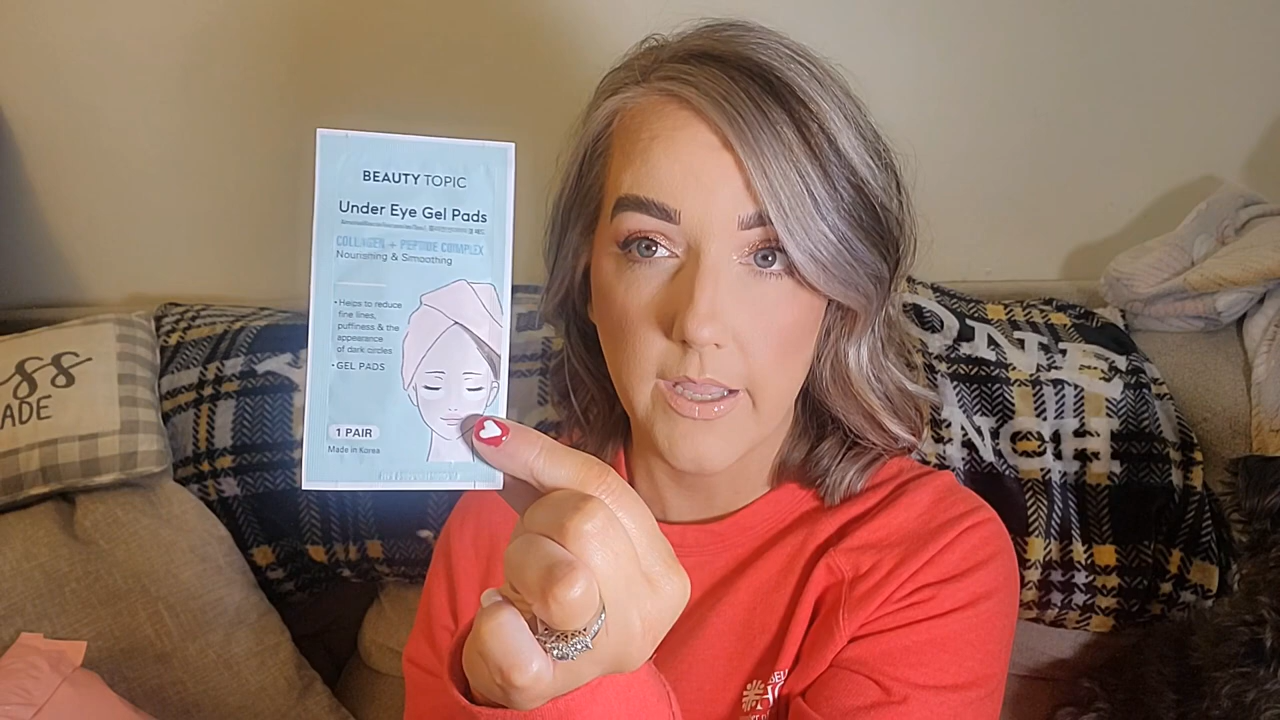 BEAUTY TOPIC
Under Eye Gel Pads
COLLAGEN + PEPTIDE COMPLEX
Nourishing & Smoothing
• Helps to reduce
fine lines,
puffiness & the
appearance
of dark circles
• GEL PADS
1 PAIR
Made in Korea
ss
ADE
ONE
NCH